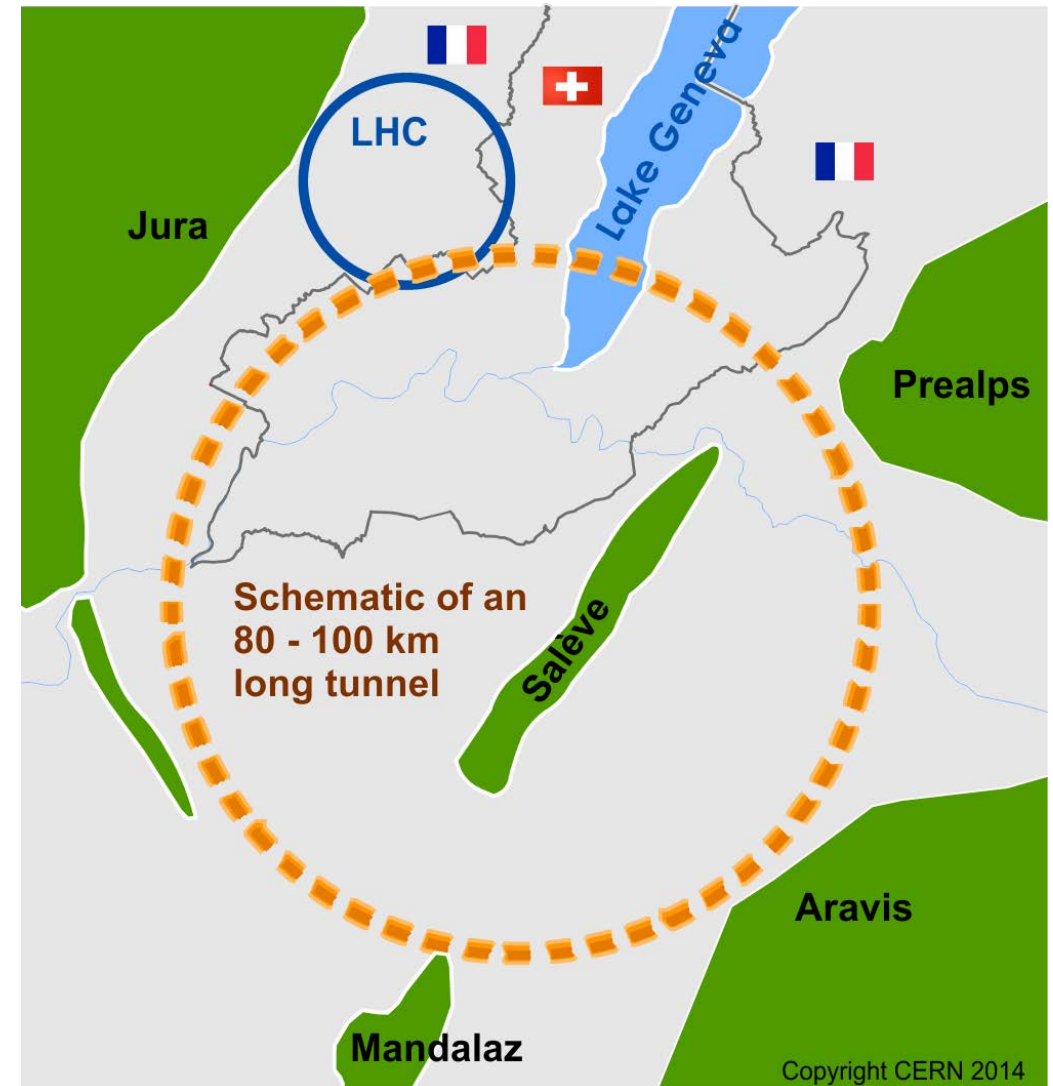 LHC
Lake Geneva
Jura
Prealps
Schematic of an
80 - 100 km
long tunnel
Salève
Aravis
Mandalaz
Copyright CERN 2014